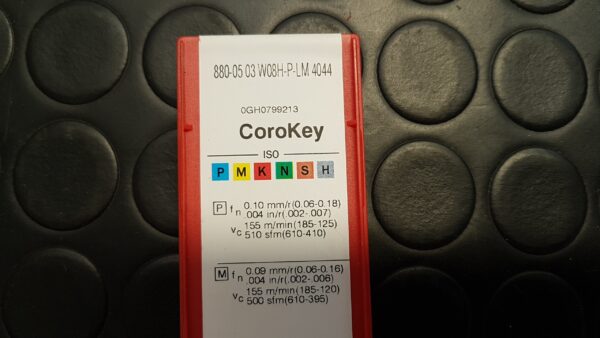 880-05 03 W08H-P-LM 4044
0GH0799213
CoroKey
ISO
P M K N S H
P fn 0.10 mm/r(0.06-0.18)
.004 in/r(.002-.007)
vc 155 m/min(185-125)
510 sfm(610-410)
M fn 0.09 mm/r(0.06-0.16)
.004 in/r(.002-.006)
vc 155 m/min(185-120)
500 sfm(610-395)